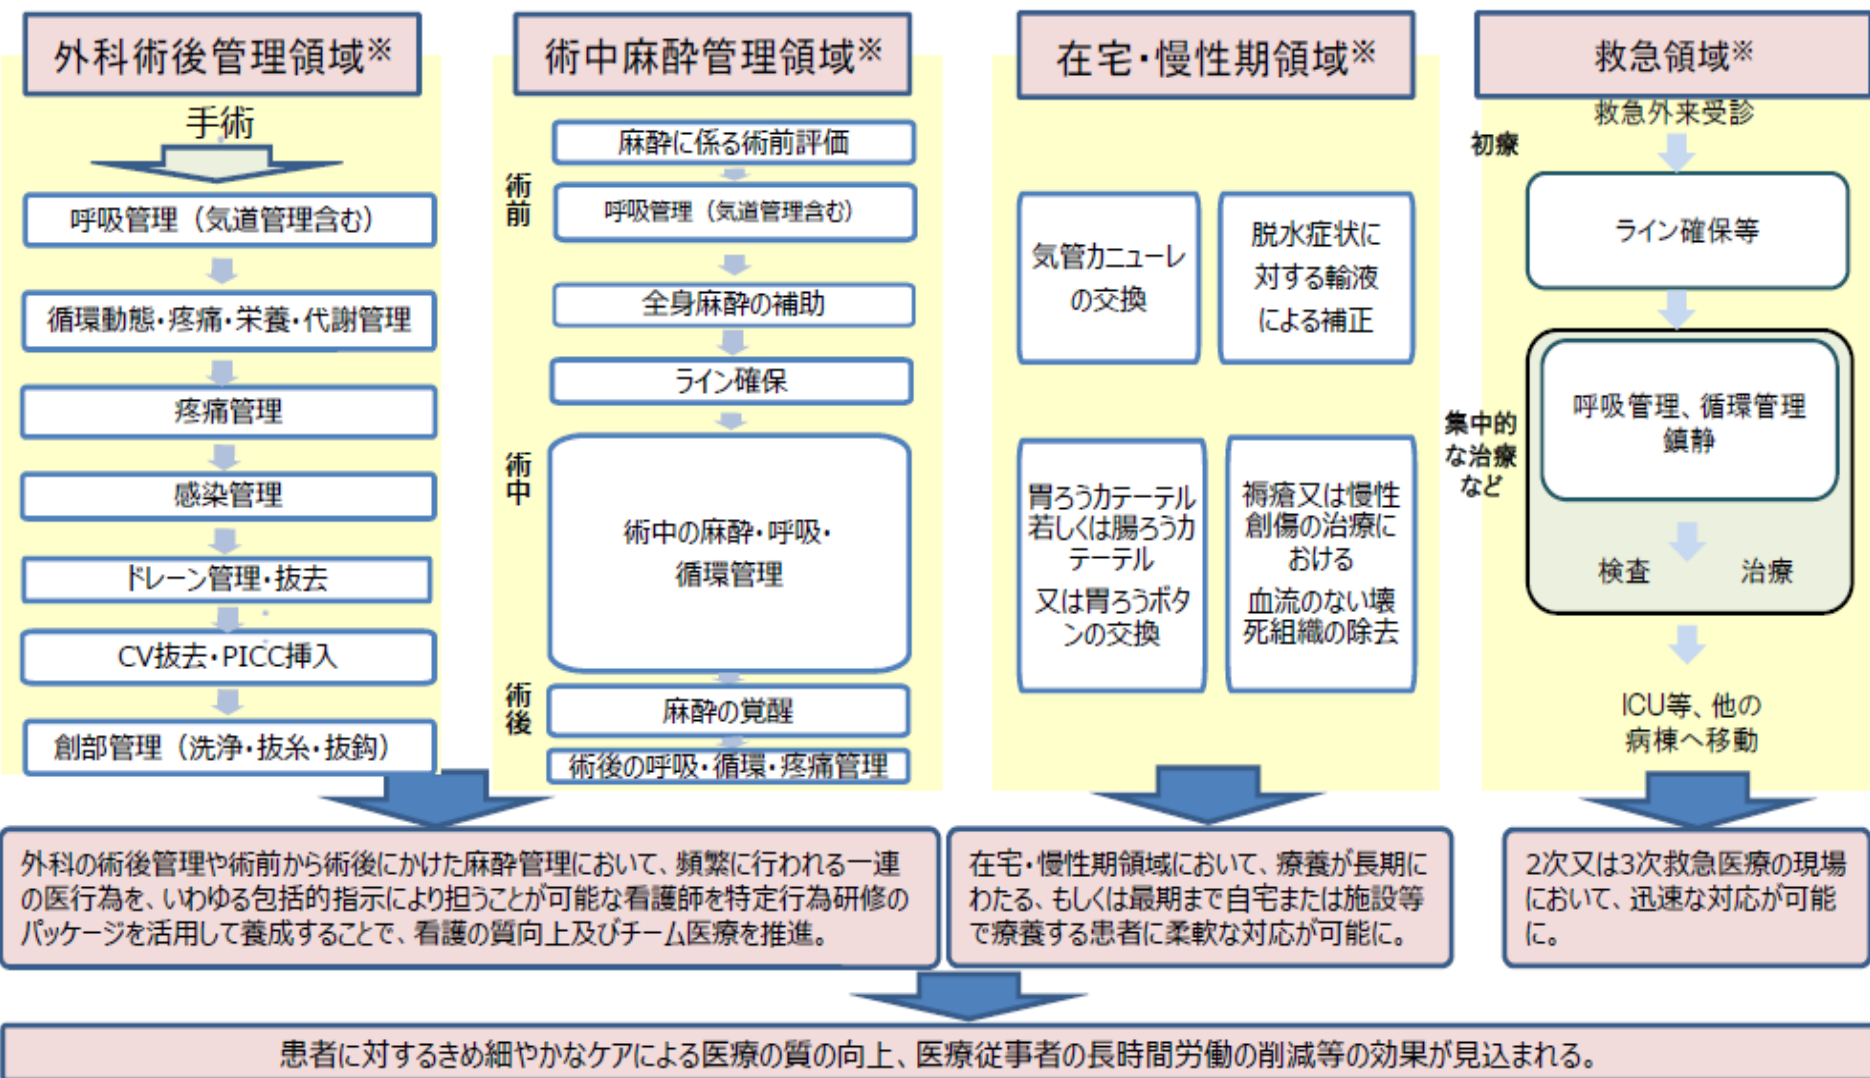 外科術後管理領域※
手術
呼吸管理（気道管理含む）
循環動態・疼痛・栄養・代謝管理
疼痛管理
感染管理
ドレーン管理・抜去
CV抜去・PICC挿入
創部管理（洗浄・抜糸・抜鈎）
術中麻酔管理領域※
術前
麻酔に係る術前評価
呼吸管理（気道管理含む）
全身麻酔の補助
ライン確保
術中
術中の麻酔・呼吸・
循環管理
術後
麻酔の覚醒
術後の呼吸・循環・疼痛管理
在宅・慢性期領域※
気管カニューレ
の交換
脱水症状に
対する輸液
による補正
胃ろうカテーテル
若しくは腸ろうカ
テーテル
又は胃ろうボタ
ンの交換
褥瘡又は慢性
創傷の治療に
おける
血流のない壊
死組織の除去
救急領域※
救急外来受診
初療
ライン確保等
集中的
な治療
など
呼吸管理、循環管理
鎮静
検査 治療
ICU等、他の
病棟へ移動
外科の術後管理や術前から術後にかけた麻酔管理において、頻繁に行われる一連
の医行為を、いわゆる包括的指示により担うことが可能な看護師を特定行為研修の
パッケージを活用して養成することで、看護の質向上及びチーム医療を推進。
在宅・慢性期領域において、療養が長期に
わたる、もしくは最期まで自宅または施設等
で療養する患者に柔軟な対応が可能に。
2次又は3次救急医療の現場
において、迅速な対応が可能
に。
患者に対するきめ細やかなケアによる医療の質の向上、医療従事者の長時間労働の削減等の効果が見込まれる。